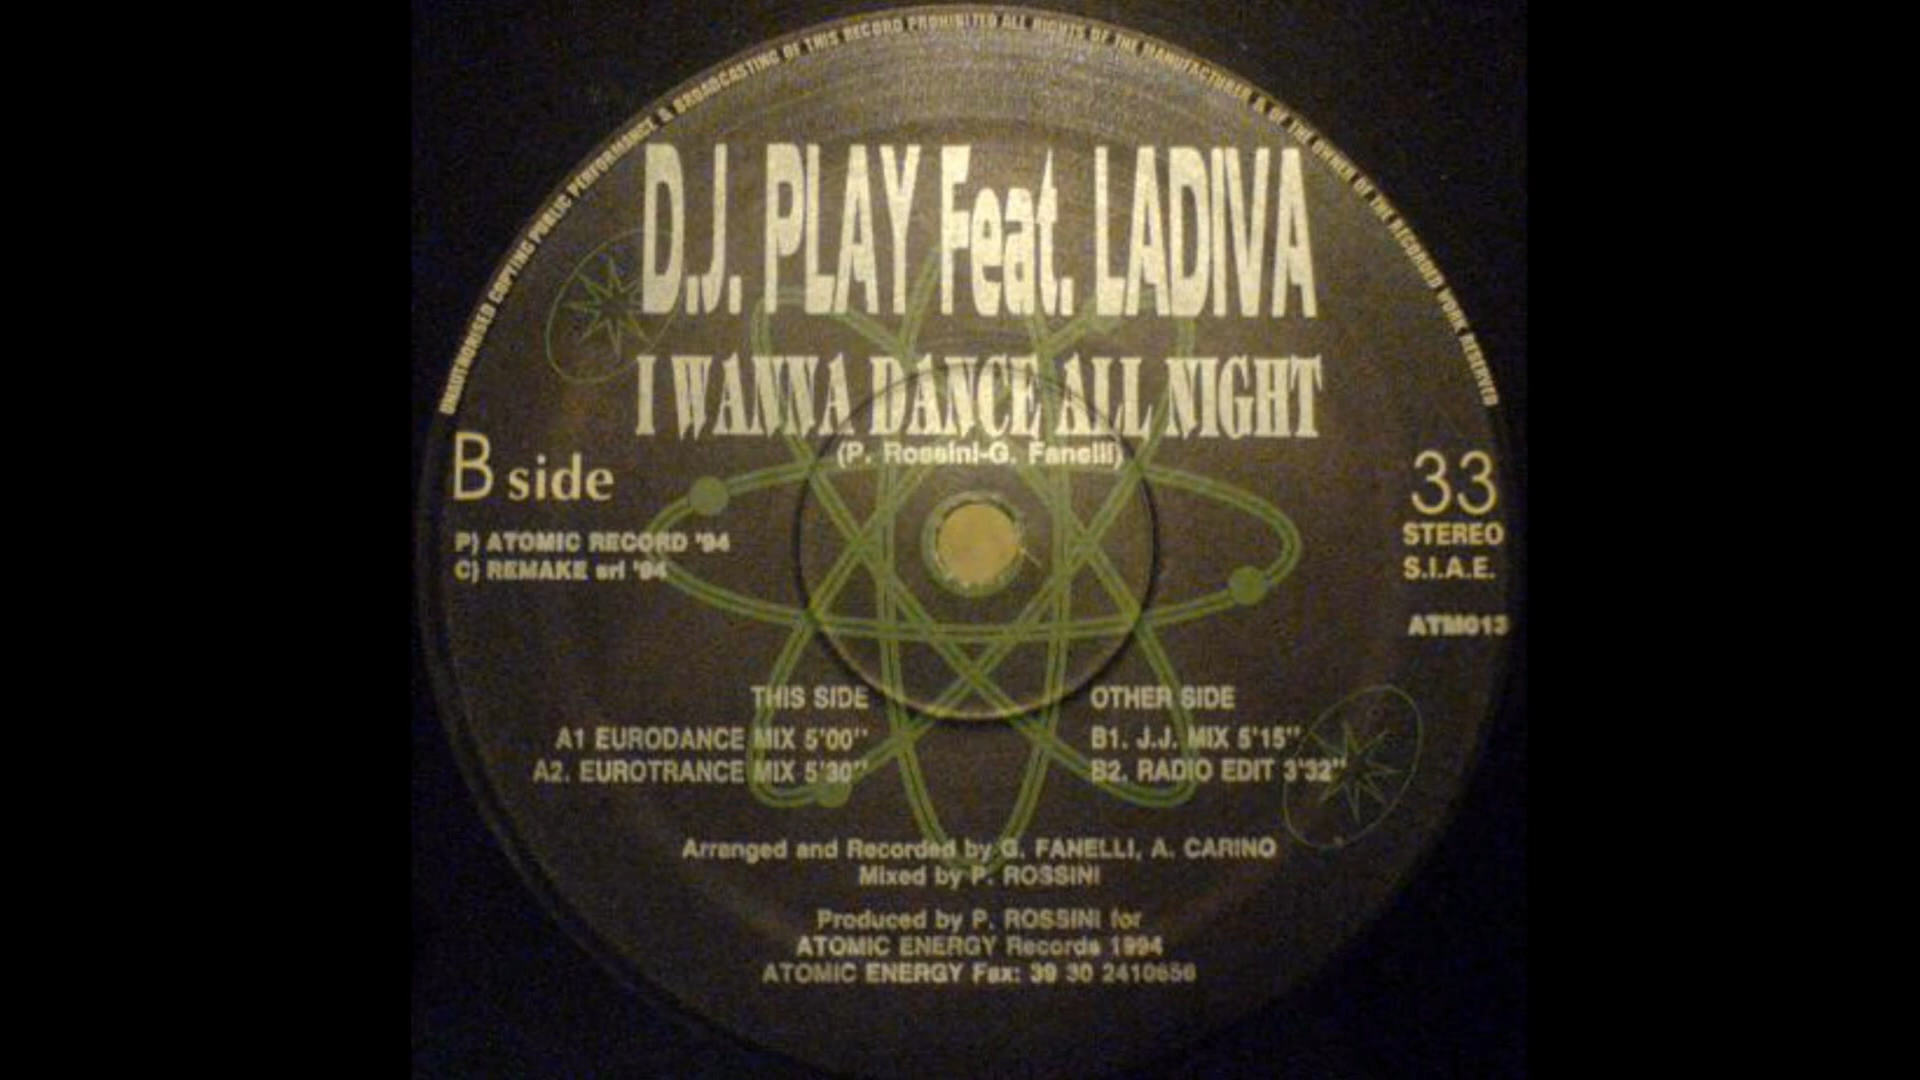 UNAUTHORISED COPYING PUBLIC PERFORMANCE & BROADCASTING OF THIS RECORD PROHIBITED ALL RIGHTS OF THE MANUFACTURER & OF THE OWNER OF THE RECORDED WORK RESERVED
D.J. PLAY Feat. LADIVA
I WANNA DANCE ALL NIGHT
(P. Rossini-G. Fanelli)
B side
P) ATOMIC RECORD '94
C) REMAKE srl '94
33
STEREO
S.I.A.E.
ATM013
THIS SIDE
A1 EURODANCE MIX 5'00''
A2. EUROTRANCE MIX 5'30''
OTHER SIDE
B1. J.J. MIX 5'15''
B2. RADIO EDIT 3'32''
Arranged and Recorded by G. FANELLI, A. CARINO
Mixed by P. ROSSINI
Produced by P. ROSSINI for
ATOMIC ENERGY Records 1994
ATOMIC ENERGY Fax: 39 30 2410656